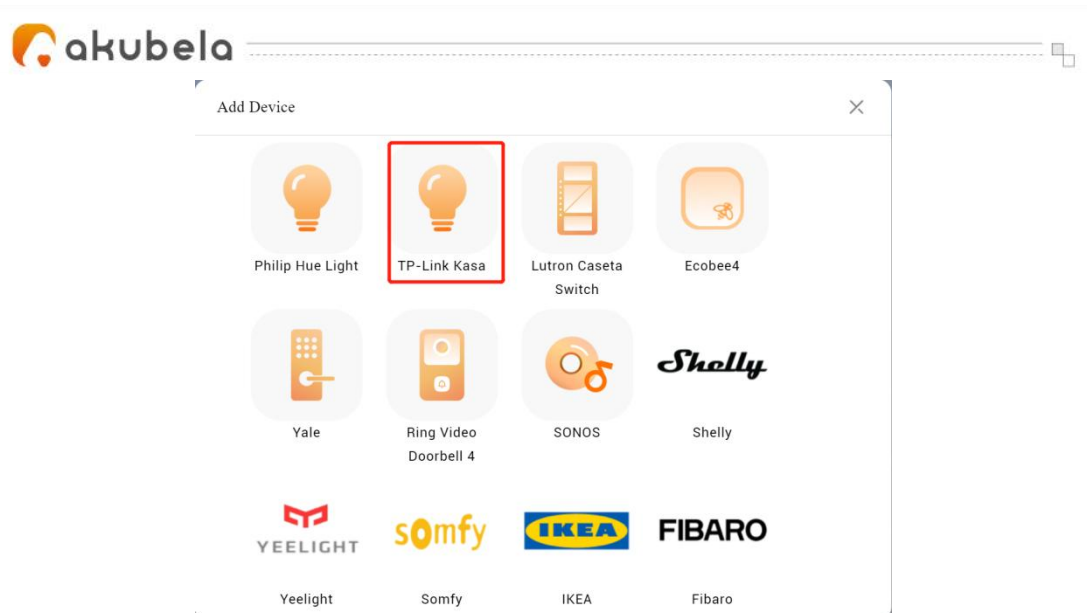 akubela
Add Device
Philip Hue Light
TP-Link Kasa
Lutron Caseta
Switch
Ecobee4
Yale
Ring Video
Doorbell 4
SONOS
Shelly
Shelly
YEELIGHT
Yeelight
somfy
Somfy
IKEA
IKEA
FIBARO
Fibaro